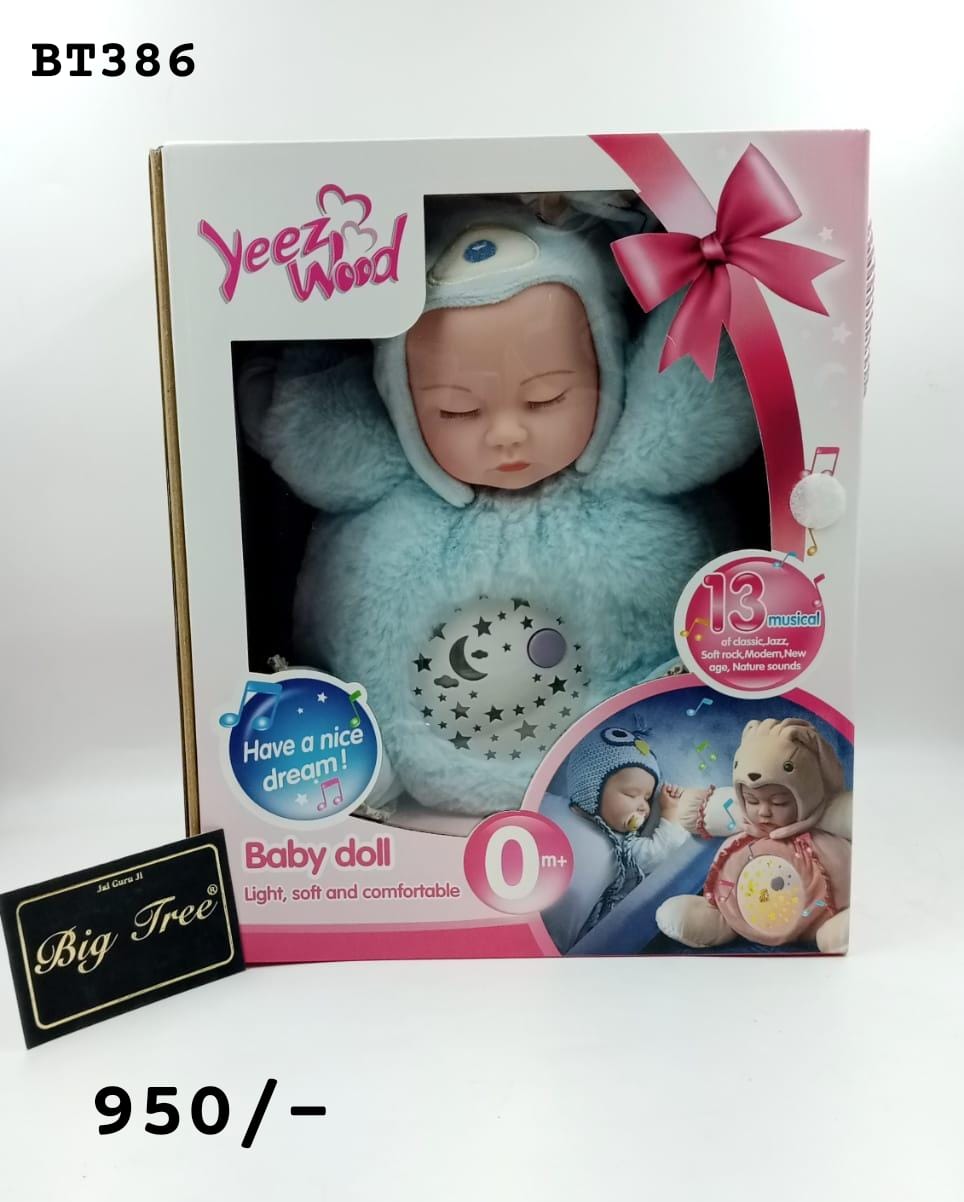 BT386
Yeez
Wood
13 musical
of classic,Jazz,
Soft rock,Modern,New
age, Nature sounds
Have a nice
dream!
Baby doll
Light, soft and comfortable
0m+
Jai Guru Ji
Big Tree®
950/-